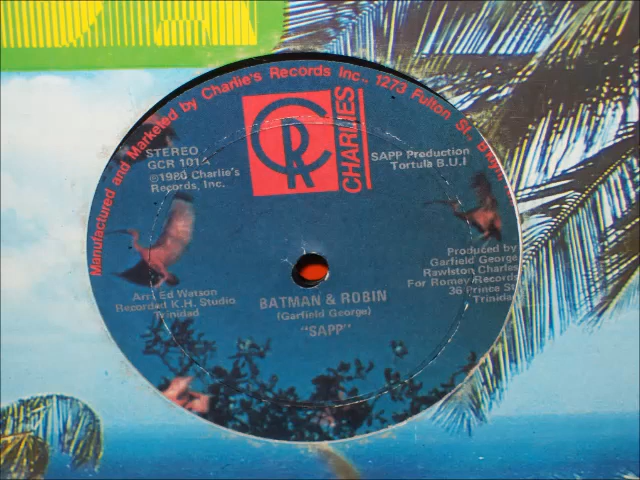 Manufactured and Marketed by Charlie's Records Inc., 1273 Fulton St.,
CHARLIES
CR
STEREO
GCR 101A
©1980 Charlie's
Records, Inc.
SAPP Production
Tortula B.U.I
Produced by
Garfield George
Rawlston Charles
For Romey Records
36 Prince St
Trinidad
Arr. Ed Watson
Recorded K.H. Studio
Trinidad
BATMAN & ROBIN
(Garfield George)
"SAPP"